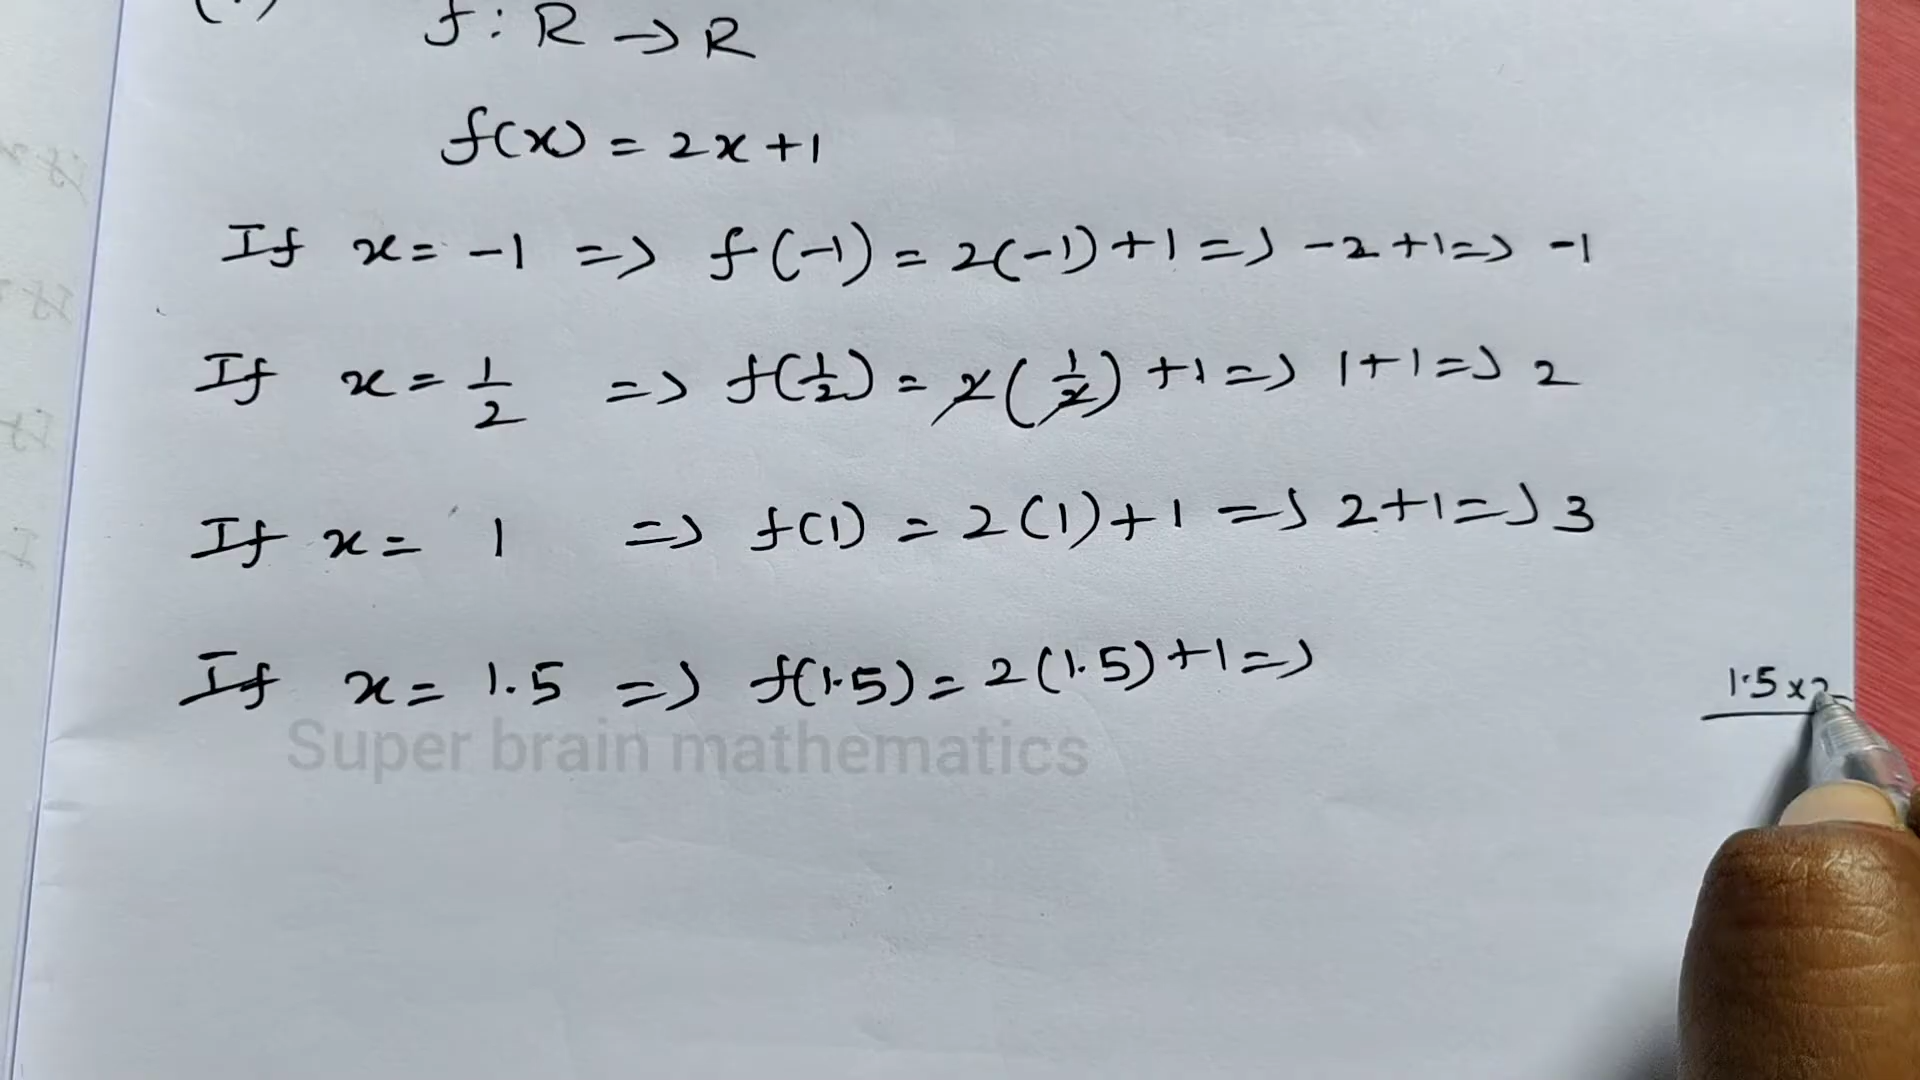 f : R → R
f(x) = 2x+1
If x = -1 => f(-1) = 2(-1)+1 => -2+1 => -1
If x = 1/2 => f(1/2) = 2(1/2)+1 => 1+1 => 2
If x = 1 => f(1) = 2(1)+1 => 2+1 => 3
If x = 1.5 => f(1.5) = 2(1.5)+1 =>
1.5x2
Super brain mathematics